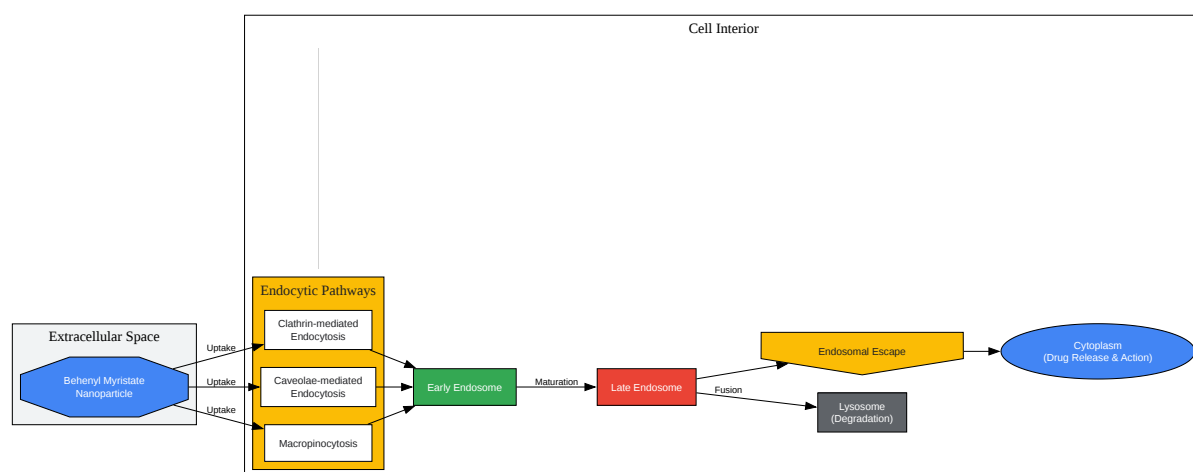 Cell Interior
Endocytic Pathways
Extracellular Space
Clathrin-mediated
Endocytosis
Uptake
Behenyl Myristate
Nanoparticle
Uptake
Caveolae-mediated
Endocytosis
Uptake
Macropinocytosis
Early Endosome
Maturation
Late Endosome
Fusion
Endosomal Escape
Lysosome
(Degradation)
Cytoplasm
(Drug Release & Action)